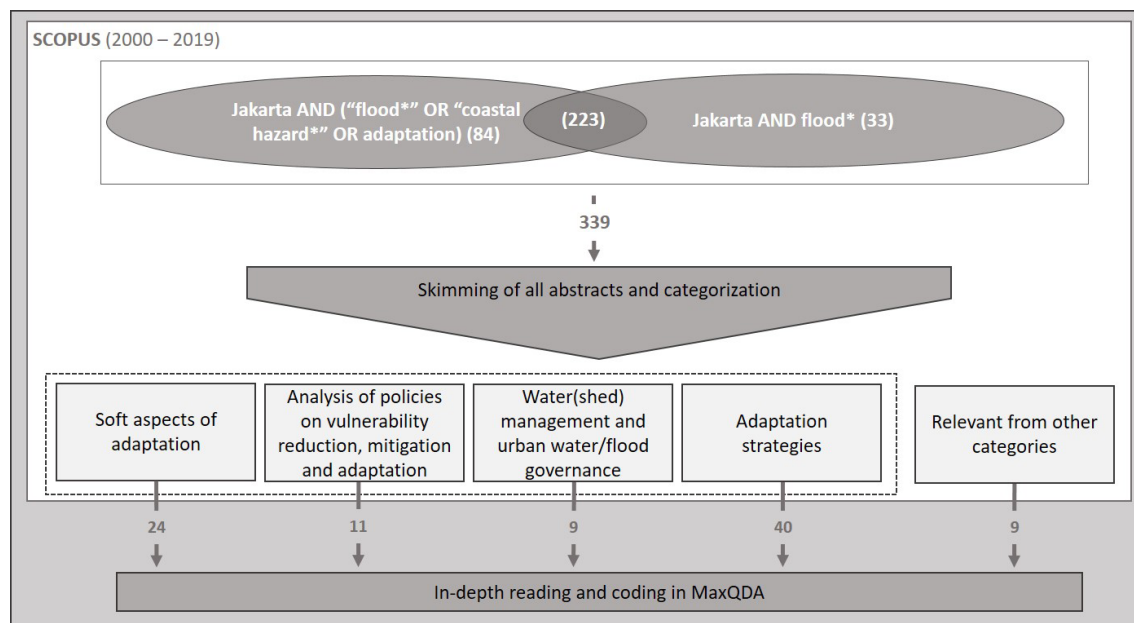 SCOPUS (2000 – 2019)
Jakarta AND (“flood*” OR “coastal
hazard*” OR adaptation) (84)
(223)
Jakarta AND flood* (33)
339
Skimming of all abstracts and categorization
Soft aspects of
adaptation
Analysis of policies
on vulnerability
reduction, mitigation
and adaptation
Water(shed)
management and
urban water/flood
governance
Adaptation
strategies
Relevant from other
categories
24
11
9
40
9
In-depth reading and coding in MaxQDA